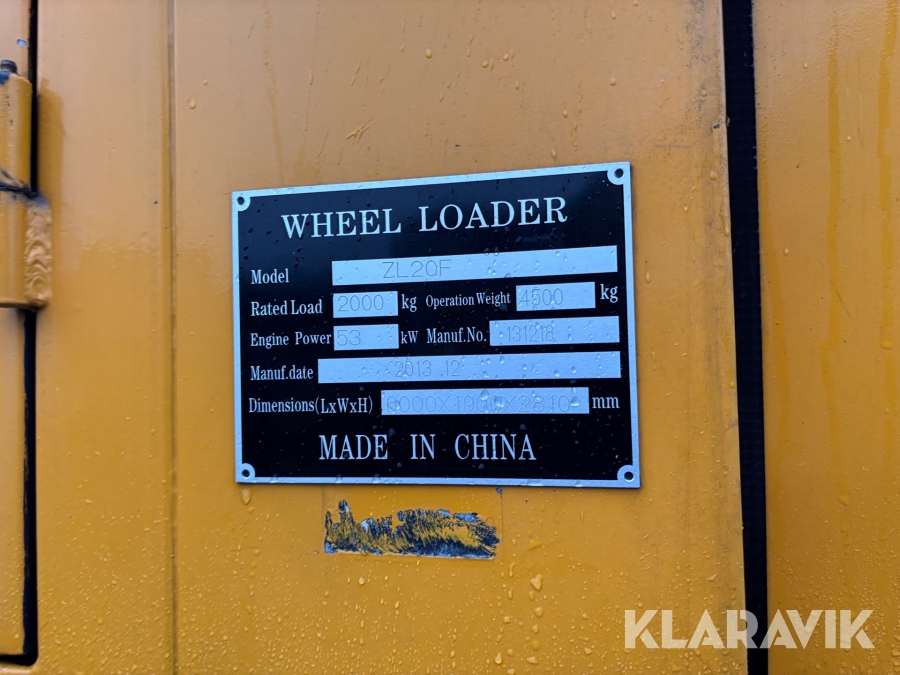 WHEEL LOADER
Model ZL20F
Rated Load 2000 kg Operation Weight 4500 kg
Engine Power 53 kW Manuf.No. 131218
Manuf.date 2013 .12
Dimensions(LxWxH) 6000X1900X2810 mm
MADE IN CHINA
KLARAVIK